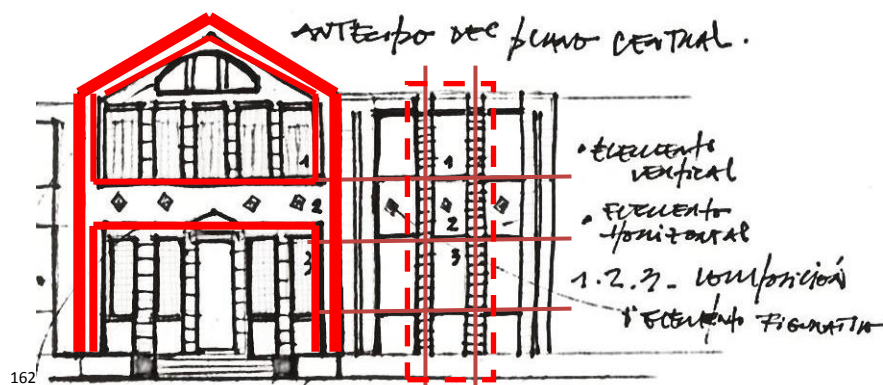 ANTECUPO DEL PLANO CENTRAL.
1
1
2
2
3
3
• ELEMENTO
VERTICAL
• ELEMENTO
HORIZONTAL
1.2.3- COMPOSICIÓN
ELEMENTO FIGURATIVO
162